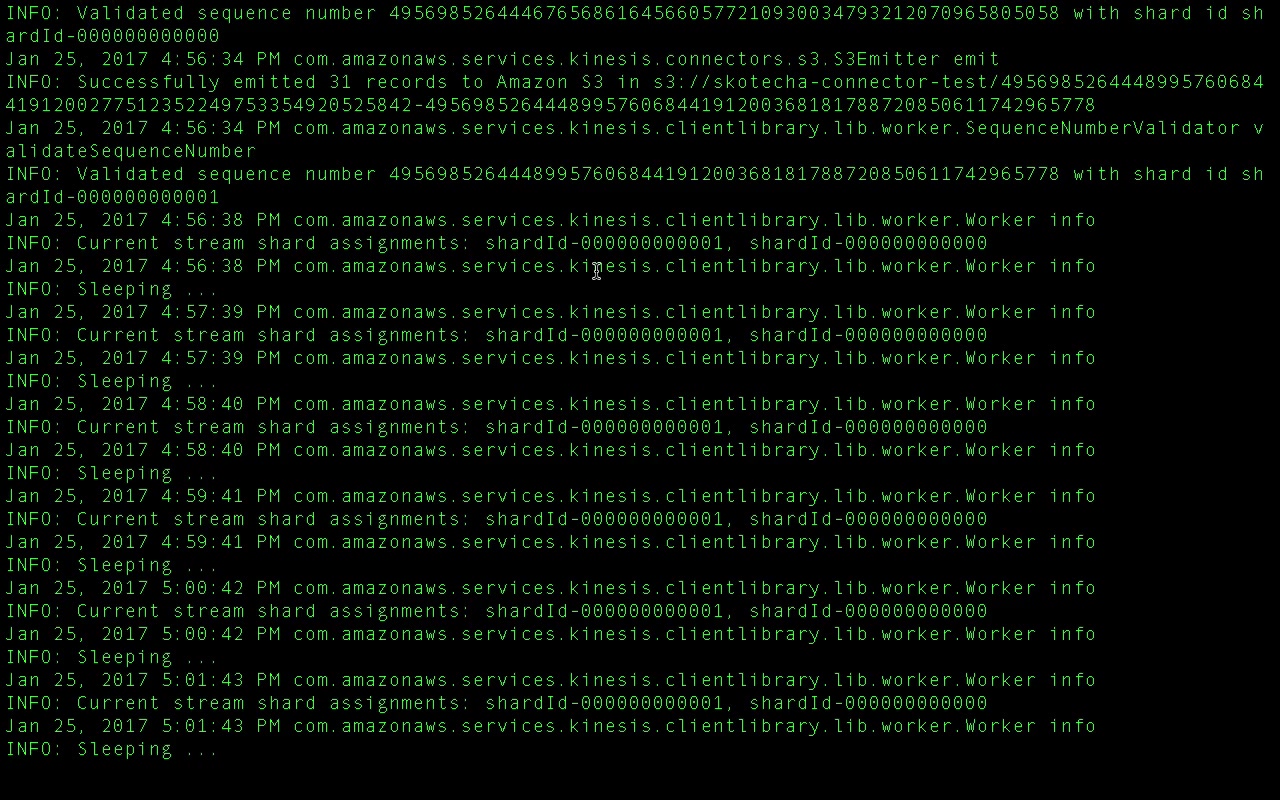 INFO: Validated sequence number 49569852644467656861645660577210930034793212070965805058 with shard id sh
ardId-000000000000
Jan 25, 2017 4:56:34 PM com.amazonaws.services.kinesis.connectors.s3.S3Emitter emit
INFO: Successfully emitted 31 records to Amazon S3 in s3://skotecha-connector-test/4956985264448995760684
4191200277512352249753354920525842-49569852644489957606844191200368181788720850611742965778
Jan 25, 2017 4:56:34 PM com.amazonaws.services.kinesis.clientlibrary.lib.worker.SequenceNumberValidator v
alidateSequenceNumber
INFO: Validated sequence number 49569852644489957606844191200368181788720850611742965778 with shard id sh
ardId-000000000001
Jan 25, 2017 4:56:38 PM com.amazonaws.services.kinesis.clientlibrary.lib.worker.Worker info
INFO: Current stream shard assignments: shardId-000000000001, shardId-000000000000
Jan 25, 2017 4:56:38 PM com.amazonaws.services.kinesis.clientlibrary.lib.worker.Worker info
INFO: Sleeping ...
Jan 25, 2017 4:57:39 PM com.amazonaws.services.kinesis.clientlibrary.lib.worker.Worker info
INFO: Current stream shard assignments: shardId-000000000001, shardId-000000000000
Jan 25, 2017 4:57:39 PM com.amazonaws.services.kinesis.clientlibrary.lib.worker.Worker info
INFO: Sleeping ...
Jan 25, 2017 4:58:40 PM com.amazonaws.services.kinesis.clientlibrary.lib.worker.Worker info
INFO: Current stream shard assignments: shardId-000000000001, shardId-000000000000
Jan 25, 2017 4:58:40 PM com.amazonaws.services.kinesis.clientlibrary.lib.worker.Worker info
INFO: Sleeping ...
Jan 25, 2017 4:59:41 PM com.amazonaws.services.kinesis.clientlibrary.lib.worker.Worker info
INFO: Current stream shard assignments: shardId-000000000001, shardId-000000000000
Jan 25, 2017 4:59:41 PM com.amazonaws.services.kinesis.clientlibrary.lib.worker.Worker info
INFO: Sleeping ...
Jan 25, 2017 5:00:42 PM com.amazonaws.services.kinesis.clientlibrary.lib.worker.Worker info
INFO: Current stream shard assignments: shardId-000000000001, shardId-000000000000
Jan 25, 2017 5:00:42 PM com.amazonaws.services.kinesis.clientlibrary.lib.worker.Worker info
INFO: Sleeping ...
Jan 25, 2017 5:01:43 PM com.amazonaws.services.kinesis.clientlibrary.lib.worker.Worker info
INFO: Current stream shard assignments: shardId-000000000001, shardId-000000000000
Jan 25, 2017 5:01:43 PM com.amazonaws.services.kinesis.clientlibrary.lib.worker.Worker info
INFO: Sleeping ...